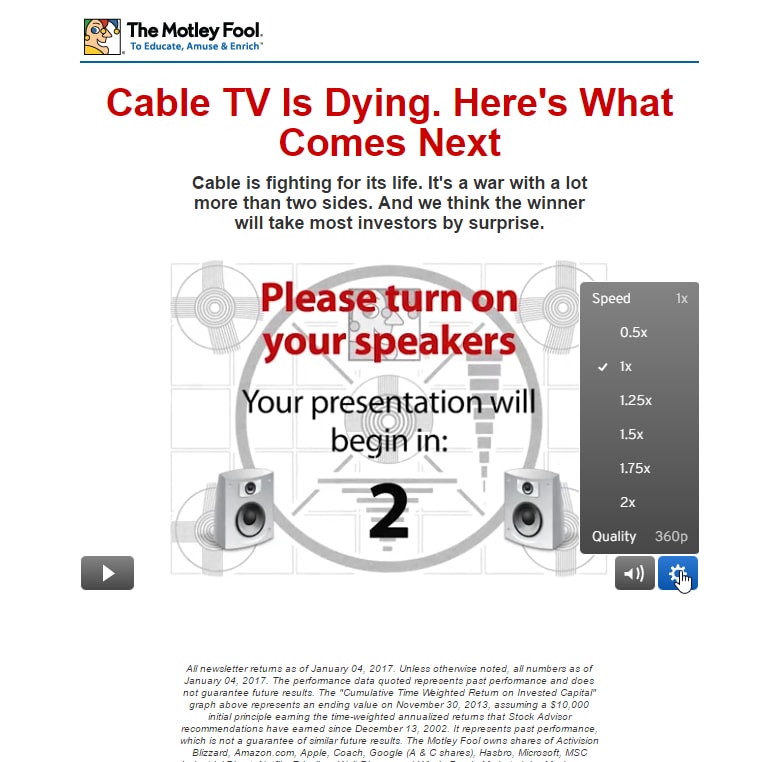 The Motley Fool.
To Educate, Amuse & Enrich™
Cable TV Is Dying. Here's What
Comes Next
Cable is fighting for its life. It's a war with a lot
more than two sides. And we think the winner
will take most investors by surprise.
Please turn on
your speakers
Your presentation will
begin in:
2
Speed 1x
0.5x
1x
1.25x
1.5x
1.75x
2x
Quality 360p
All newsletter returns as of January 04, 2017. Unless otherwise noted, all numbers as of
January 04, 2017. The performance data quoted represents past performance and does
not guarantee future results. The "Cumulative Time Weighted Return on Invested Capital"
graph above represents an ending value on November 30, 2013, assuming a $10,000
initial principle earning the time-weighted annualized returns that Stock Advisor
recommendations have earned since December 13, 2002. It represents past performance,
which is not a guarantee of similar future results. The Motley Fool owns shares of Activision
Blizzard, Amazon.com, Apple, Coach, Google (A & C shares), Hasbro, Microsoft, MSC